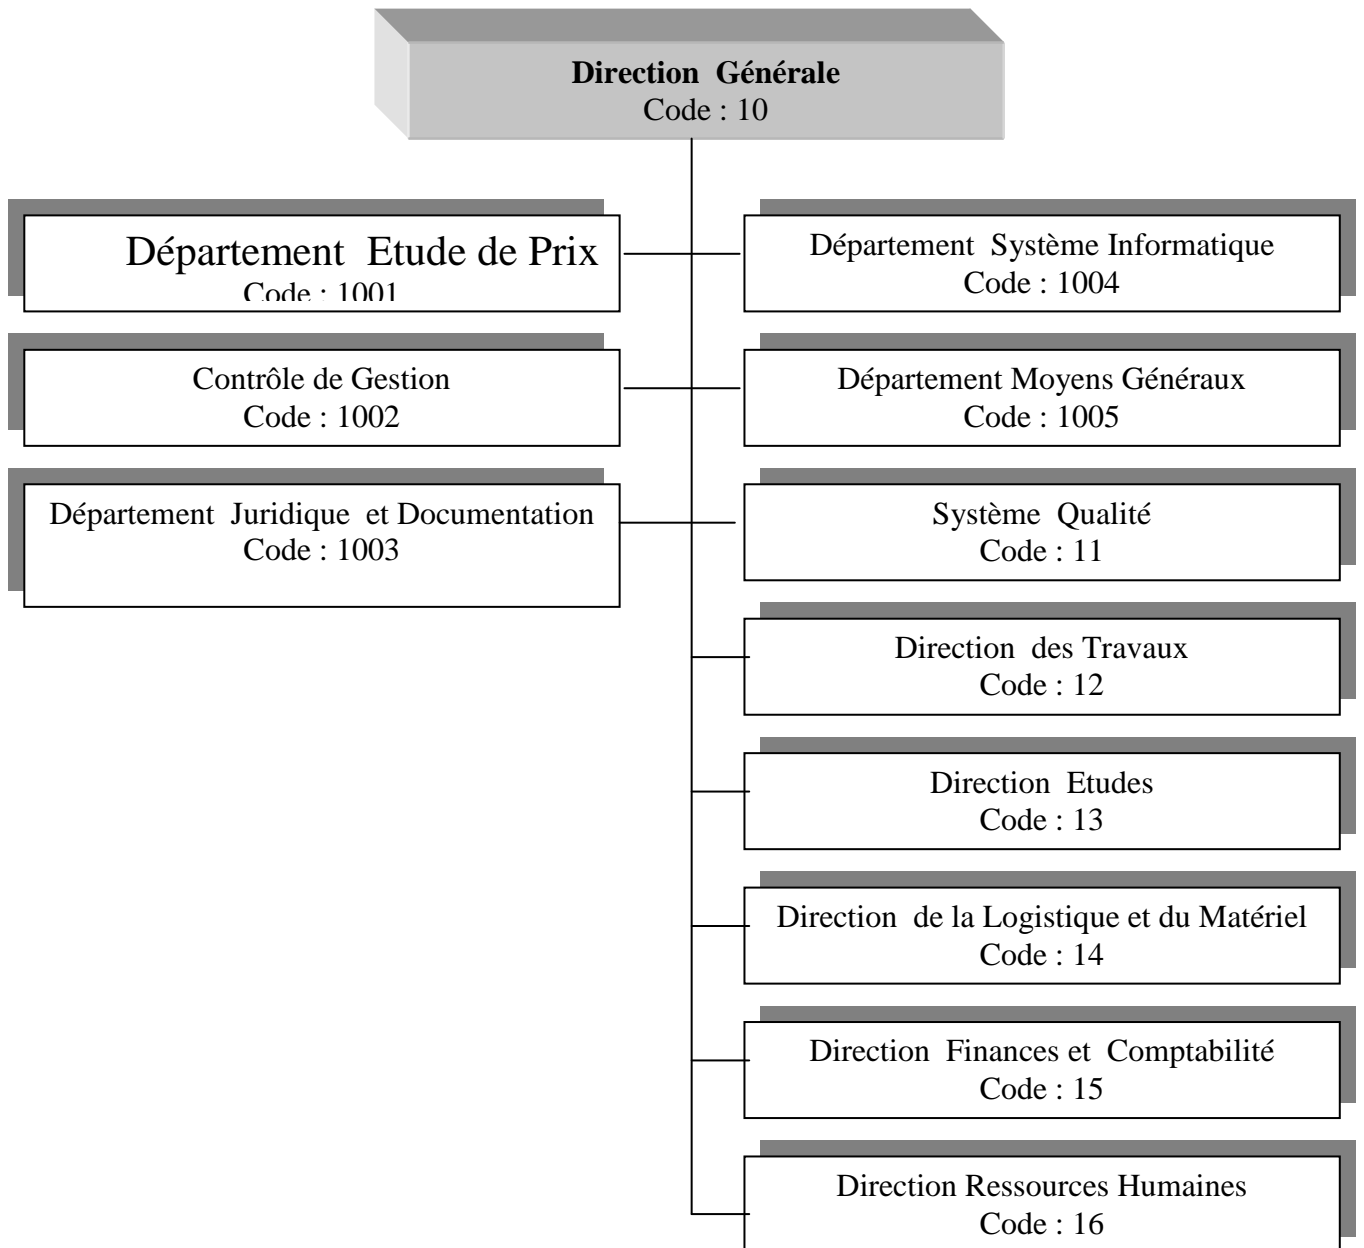 Direction Générale
Code : 10
Département Etude de Prix
Code : 1001
Département Système Informatique
Code : 1004
Contrôle de Gestion
Code : 1002
Département Moyens Généraux
Code : 1005
Département Juridique et Documentation
Code : 1003
Système Qualité
Code : 11
Direction des Travaux
Code : 12
Direction Etudes
Code : 13
Direction de la Logistique et du Matériel
Code : 14
Direction Finances et Comptabilité
Code : 15
Direction Ressources Humaines
Code : 16